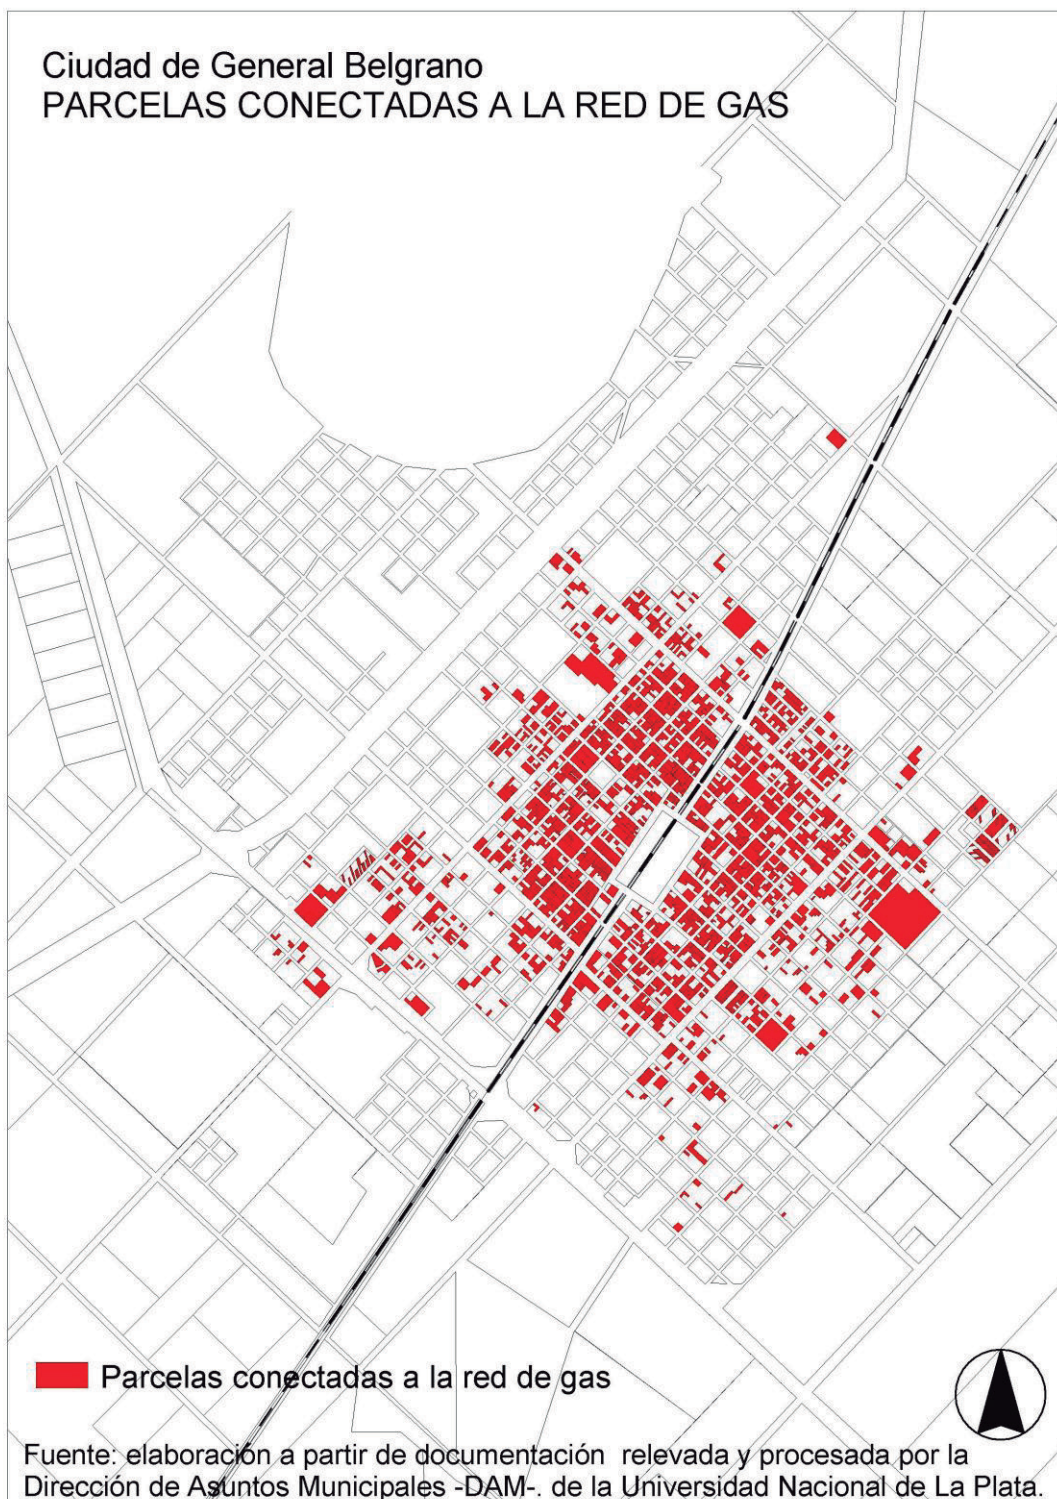 Ciudad de General Belgrano
PARCELAS CONECTADAS A LA RED DE GAS
Parcelas conectadas a la red de gas
Fuente: elaboración a partir de documentación relevada y procesada por la
Dirección de Asuntos Municipales -DAM-. de la Universidad Nacional de La Plata.